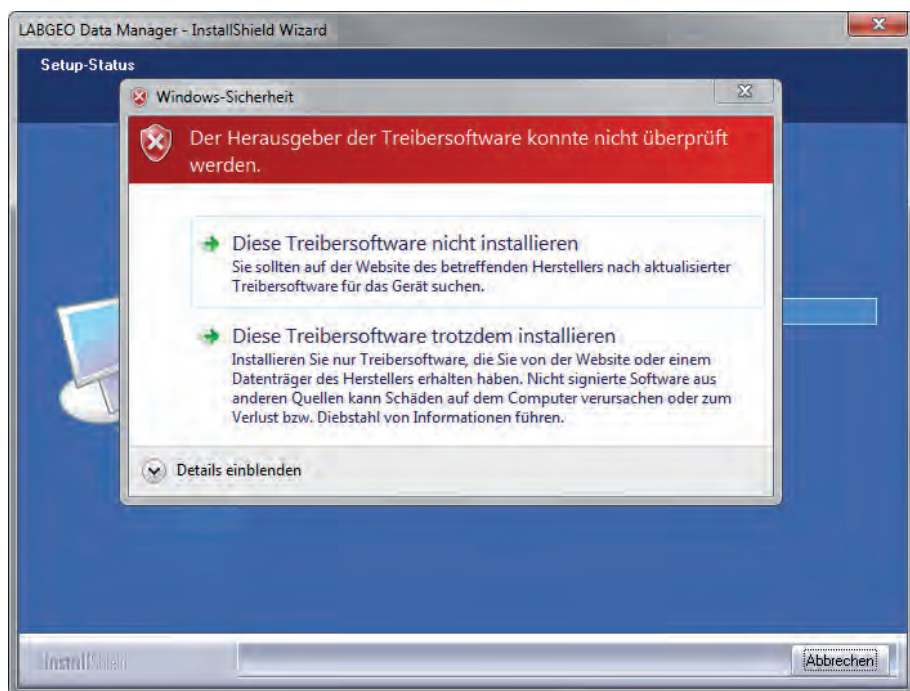 LABGEO Data Manager - InstallShield Wizard
Setup-Status
Windows-Sicherheit
Der Herausgeber der Treibersoftware konnte nicht überprüft
werden.
Diese Treibersoftware nicht installieren
Sie sollten auf der Website des betreffenden Herstellers nach aktualisierter
Treibersoftware für das Gerät suchen.
Diese Treibersoftware trotzdem installieren
Installieren Sie nur Treibersoftware, die Sie von der Website oder einem
Datenträger des Herstellers erhalten haben. Nicht signierte Software aus
anderen Quellen kann Schäden auf dem Computer verursachen oder zum
Verlust bzw. Diebstahl von Informationen führen.
Details einblenden
InstallShield
Abbrechen